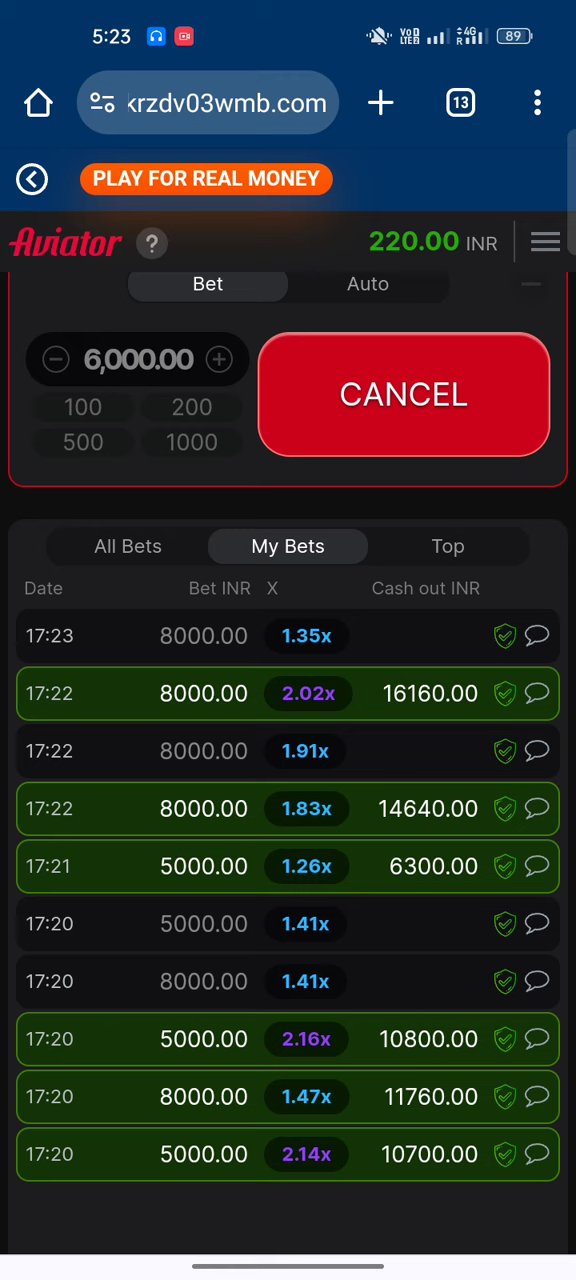 5:23 VoD LTE2 4G R 89
krzdv03wmb.com 13
PLAY FOR REAL MONEY
Aviator ? 220.00 INR
Bet Auto
6,000.00 CANCEL
100 200
500 1000
All Bets My Bets Top
Date Bet INR X Cash out INR
17:23 8000.00 1.35x
17:22 8000.00 2.02x 16160.00
17:22 8000.00 1.91x
17:22 8000.00 1.83x 14640.00
17:21 5000.00 1.26x 6300.00
17:20 5000.00 1.41x
17:20 8000.00 1.41x
17:20 5000.00 2.16x 10800.00
17:20 8000.00 1.47x 11760.00
17:20 5000.00 2.14x 10700.00